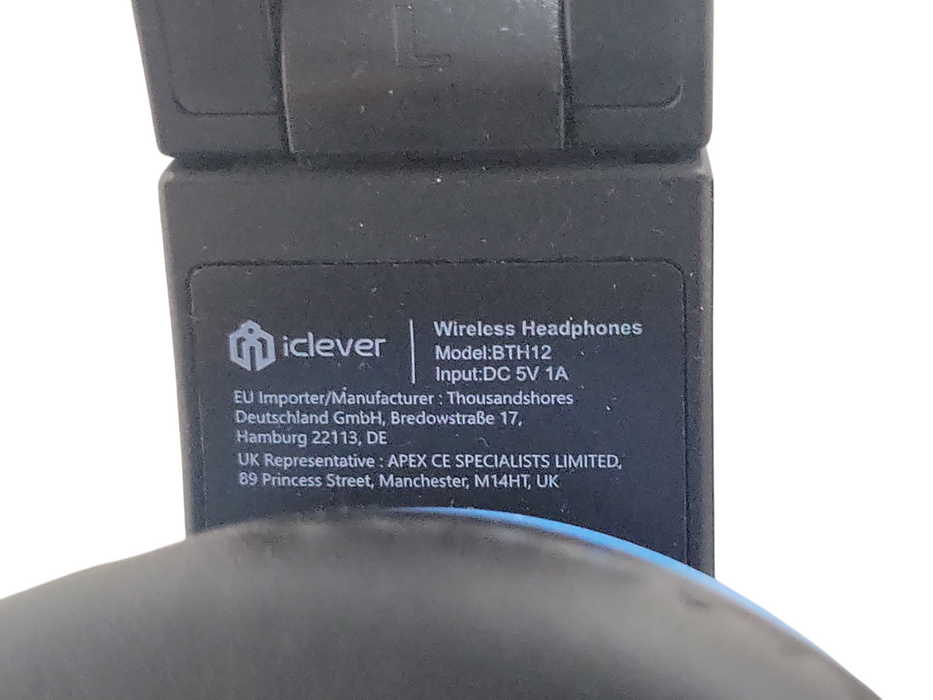 L
iclever
Wireless Headphones
Model:BTH12
Input:DC 5V 1A
EU Importer/Manufacturer : Thousandshores
Deutschland GmbH, Bredowstraße 17,
Hamburg 22113, DE
UK Representative : APEX CE SPECIALISTS LIMITED,
89 Princess Street, Manchester, M14HT, UK